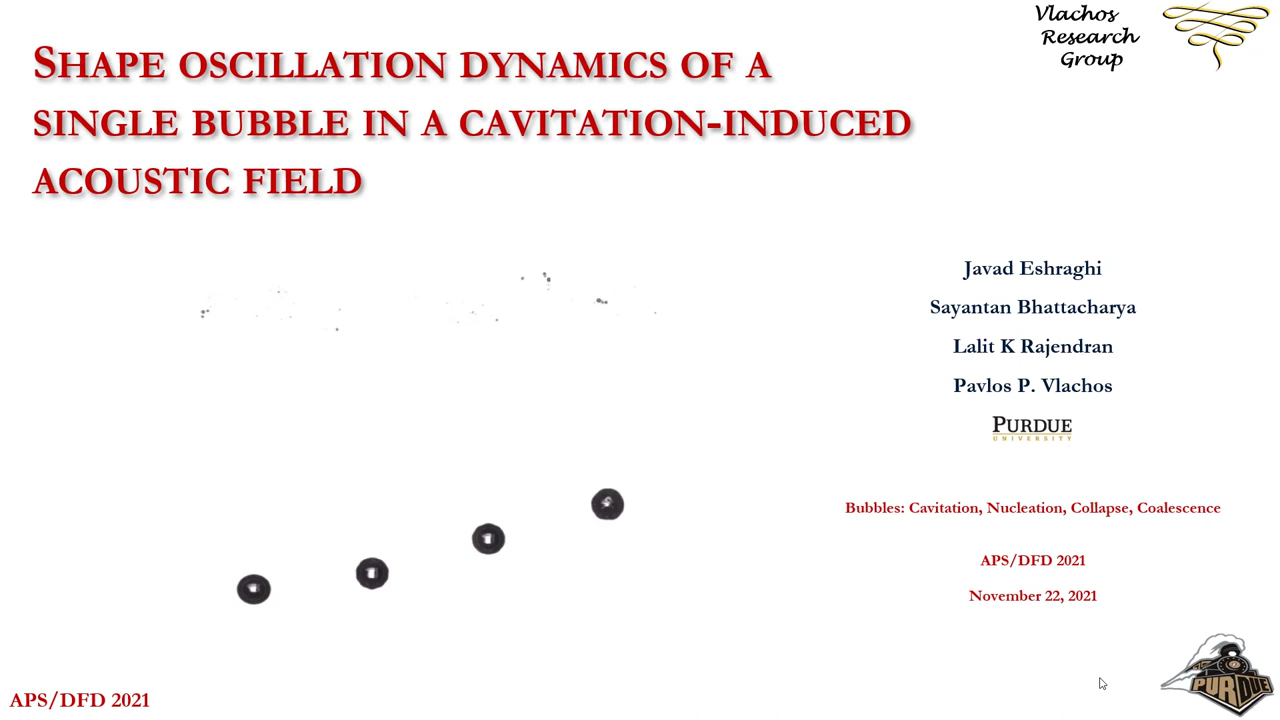 Vlachos
Research
Group
SHAPE OSCILLATION DYNAMICS OF A
SINGLE BUBBLE IN A CAVITATION-INDUCED
ACOUSTIC FIELD
Javad Eshraghi
Sayantan Bhattacharya
Lalit K Rajendran
Pavlos P. Vlachos
PURDUE
UNIVERSITY
Bubbles: Cavitation, Nucleation, Collapse, Coalescence
APS/DFD 2021
November 22, 2021
PURDUE
APS/DFD 2021